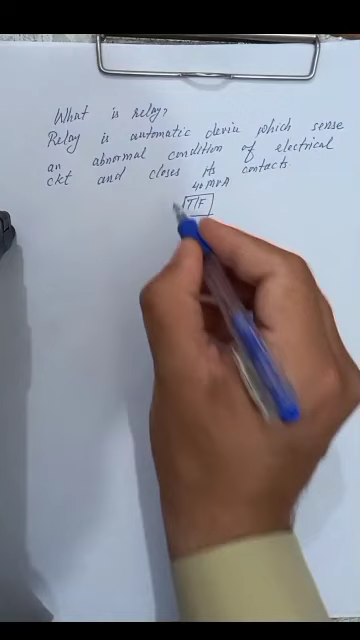 What is relay?
Relay is automatic device which sense
an abnormal condition of electrical
ckt and closes its contacts
40 MVA
T/F